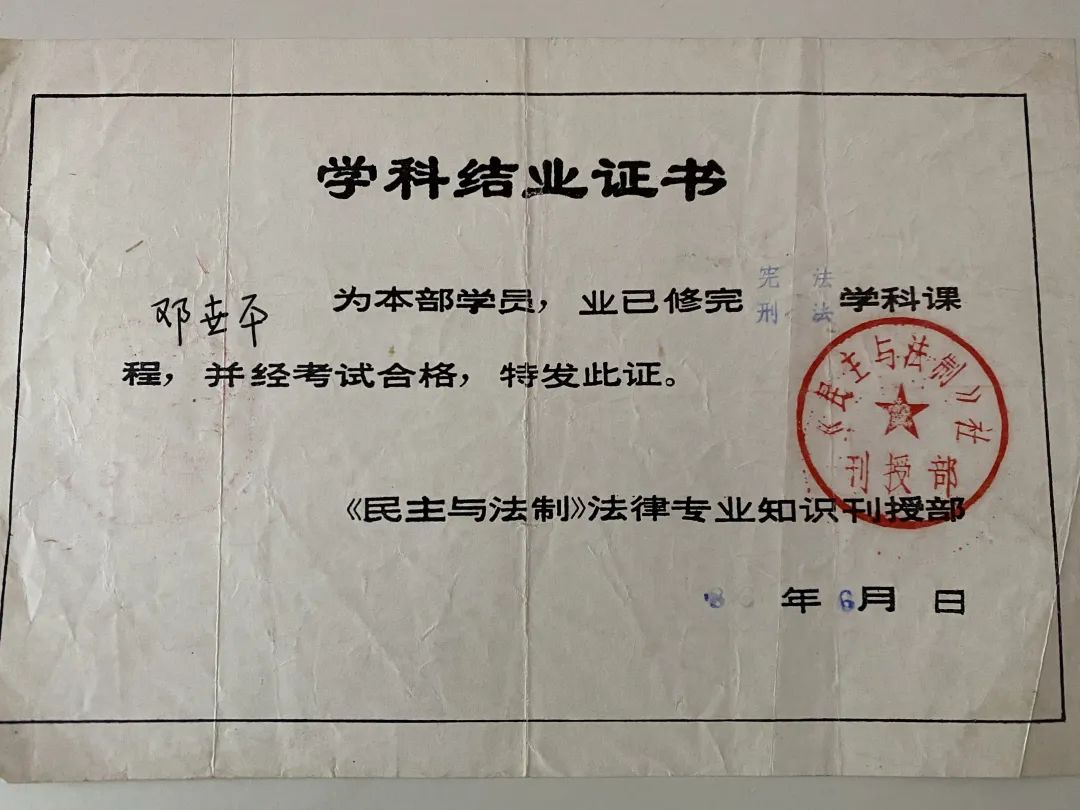 学科结业证书
邓世平 为本部学员，业已修完 宪法 刑法 学科课
程，并经考试合格，特发此证。
《民主与法制》社
刊授部
《民主与法制》法律专业知识刊授部
年6月 日